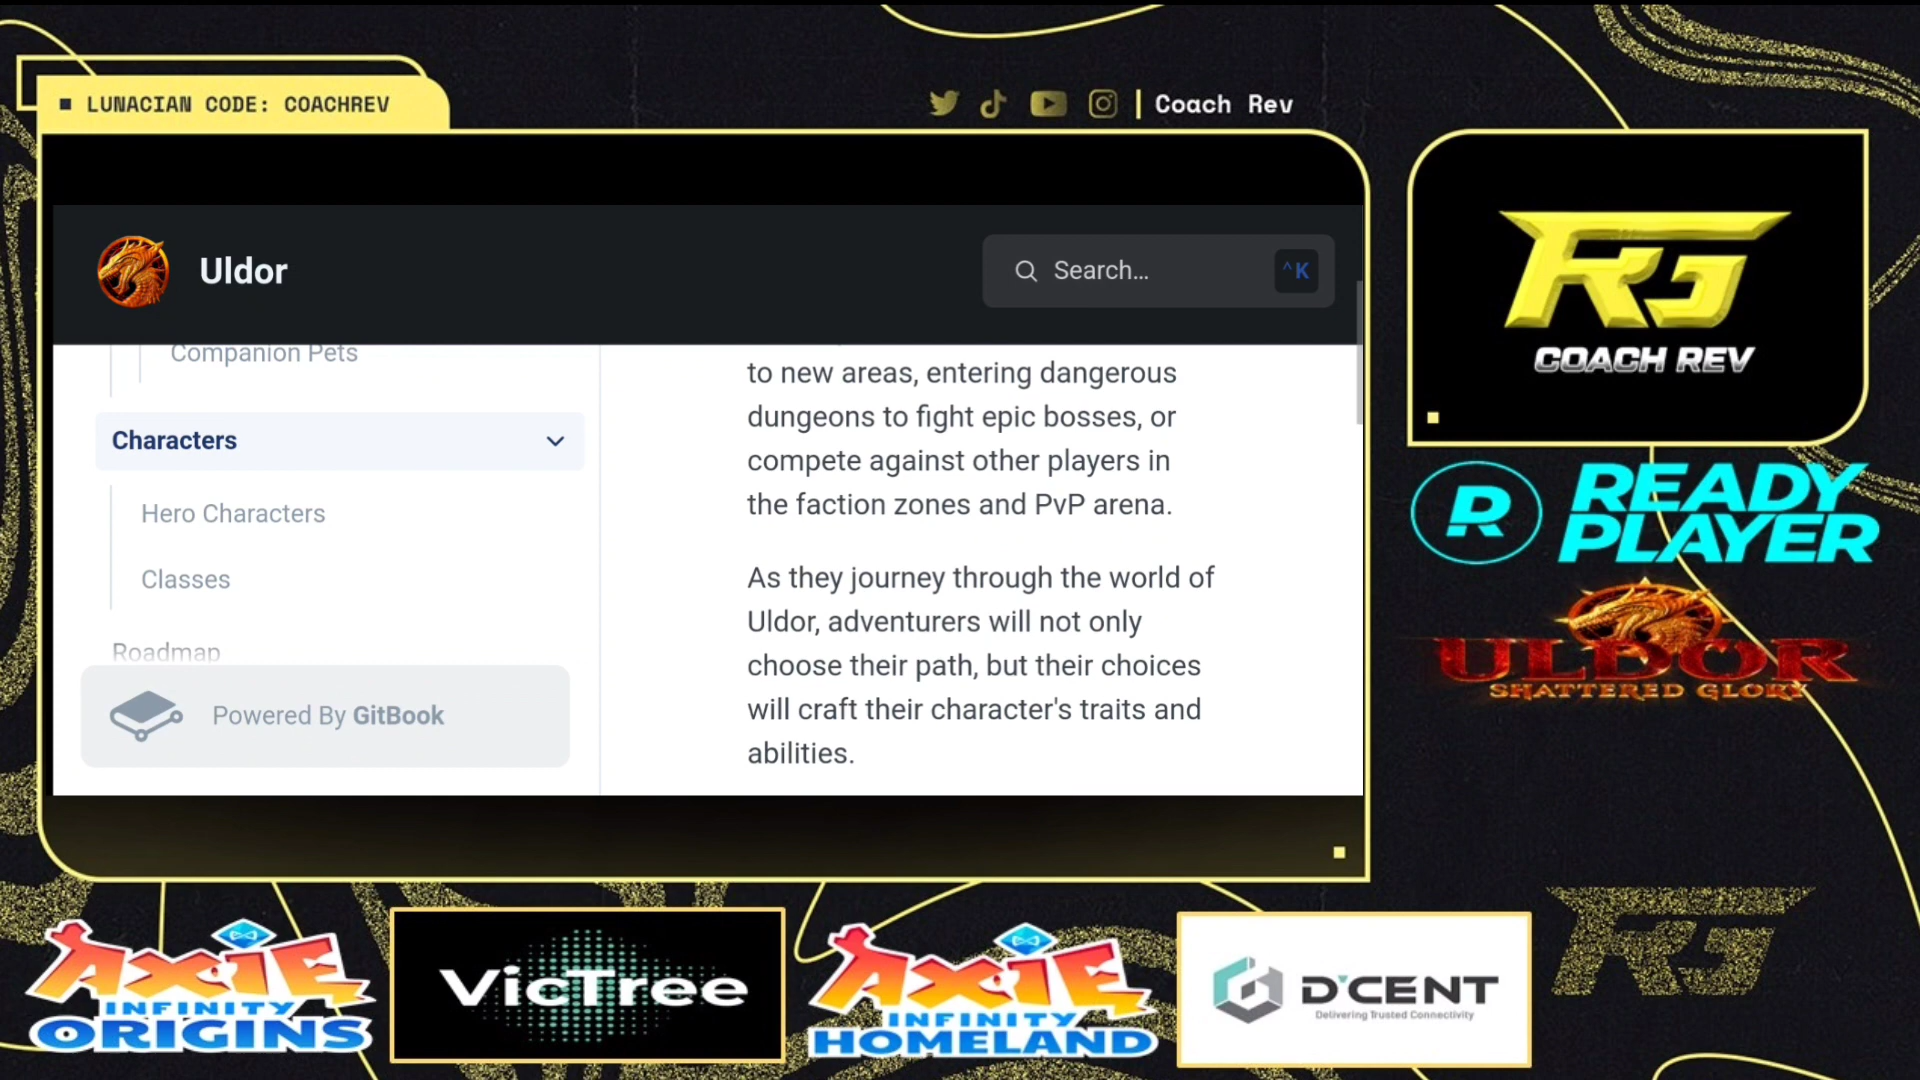 LUNACIAN CODE: COACHREV
Coach Rev
Uldor
Search...
^K
Companion Pets
Characters
Hero Characters
Classes
Roadmap
Powered By GitBook
to new areas, entering dangerous
dungeons to fight epic bosses, or
compete against other players in
the faction zones and PvP arena.
As they journey through the world of
Uldor, adventurers will not only
choose their path, but their choices
will craft their character's traits and
abilities.
COACH REV
READY
PLAYER
ULDOR
SHATTERED GLORY
AXIE
INFINITY
ORIGINS
VicTree
AXIE
INFINITY
HOMELAND
D'CENT
Delivering Trusted Connectivity